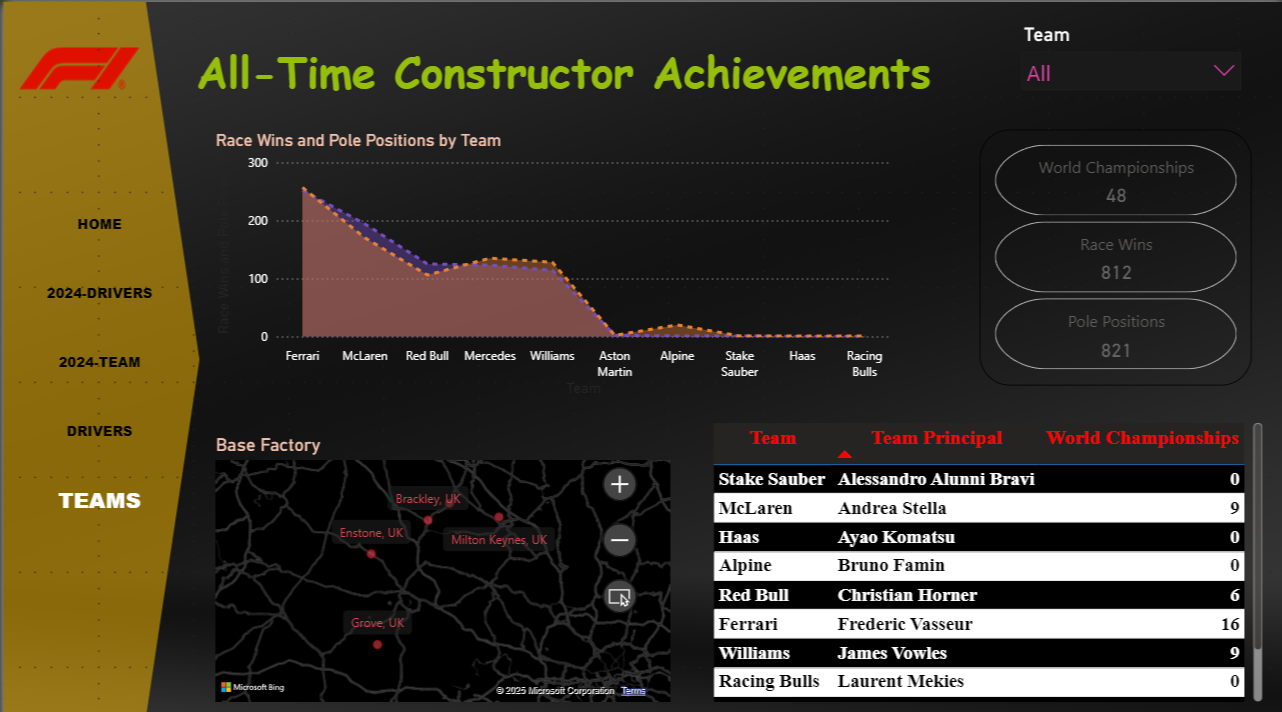 F1
All-Time Constructor Achievements
Team
All
HOME
2024-DRIVERS
2024-TEAM
DRIVERS
TEAMS
Race Wins and Pole Positions by Team
Race Wins and Pole Positions
300
200
100
0
Ferrari McLaren Red Bull Mercedes Williams Aston Martin Alpine Stake Sauber Haas Racing Bulls
Team
World Championships
48
Race Wins
812
Pole Positions
821
Base Factory
Brackley, UK
Enstone, UK
Milton Keynes, UK
Grove, UK
Microsoft Bing
© 2025 Microsoft Corporation Terms
Team Team Principal World Championships
Stake Sauber Alessandro Alunni Bravi 0
McLaren Andrea Stella 9
Haas Ayao Komatsu 0
Alpine Bruno Famin 0
Red Bull Christian Horner 6
Ferrari Frederic Vasseur 16
Williams James Vowles 9
Racing Bulls Laurent Mekies 0